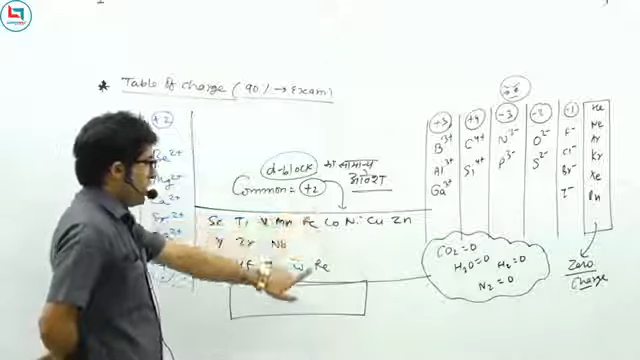 * Table of charge (90% → Exam)
+2
+3 +4 -3 -2 -1
B3+ C4+ N3- O2- F-
Al3+ Si4+ P3- S2- Cl-
Ga3+ Br-
I-
He
Ne
Ar
Kr
Xe
Rn
d-block का सामान्य
Common = +2 आवेश
Sc Ti V Mn Fe Co Ni Cu Zn
Y Zr Nb
Hf W Re
CO2 = 0
H2O = 0 H2 = 0
N2 = 0
Zero
Charge